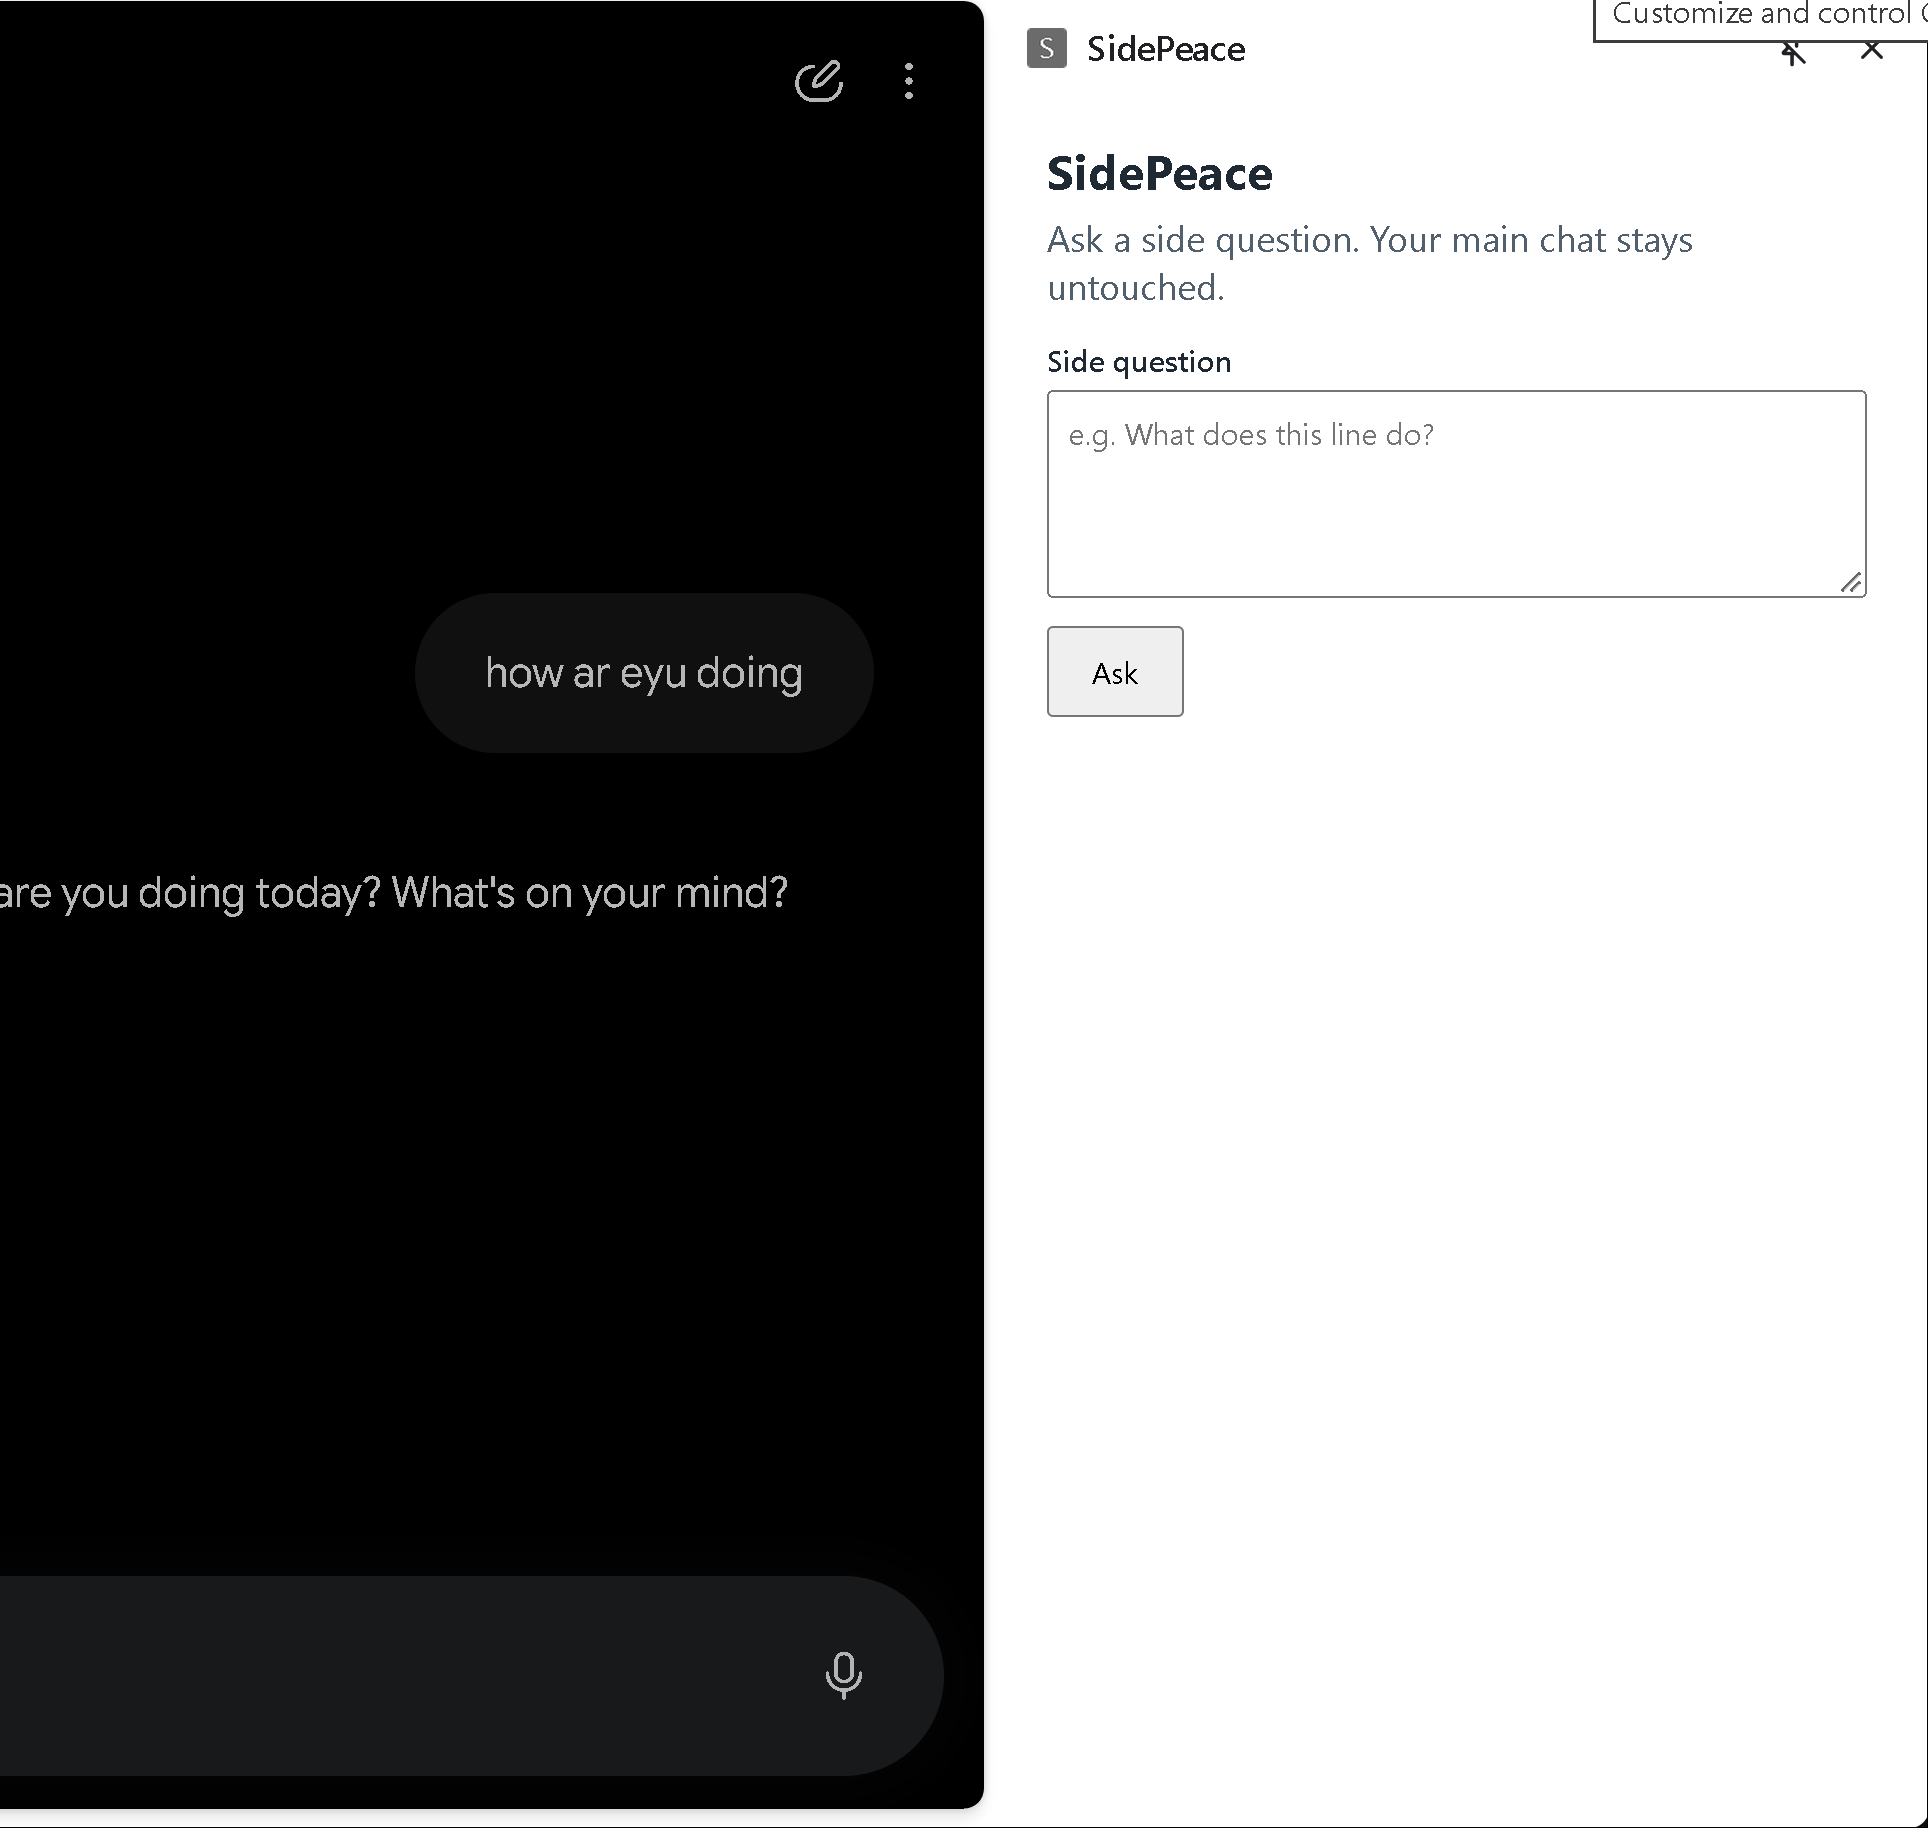 Customize and control
S SidePeace
SidePeace
Ask a side question. Your main chat stays
untouched.
Side question
e.g. What does this line do?
Ask
how ar eyu doing
are you doing today? What's on your mind?